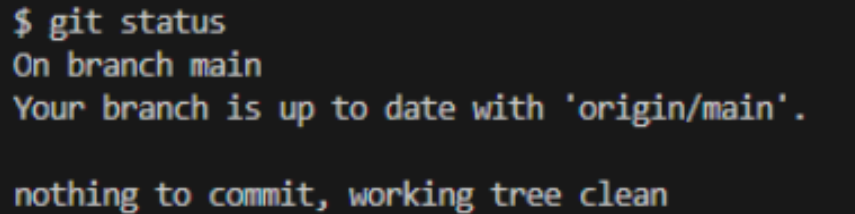 $ git status
On branch main
Your branch is up to date with 'origin/main'.

nothing to commit, working tree clean